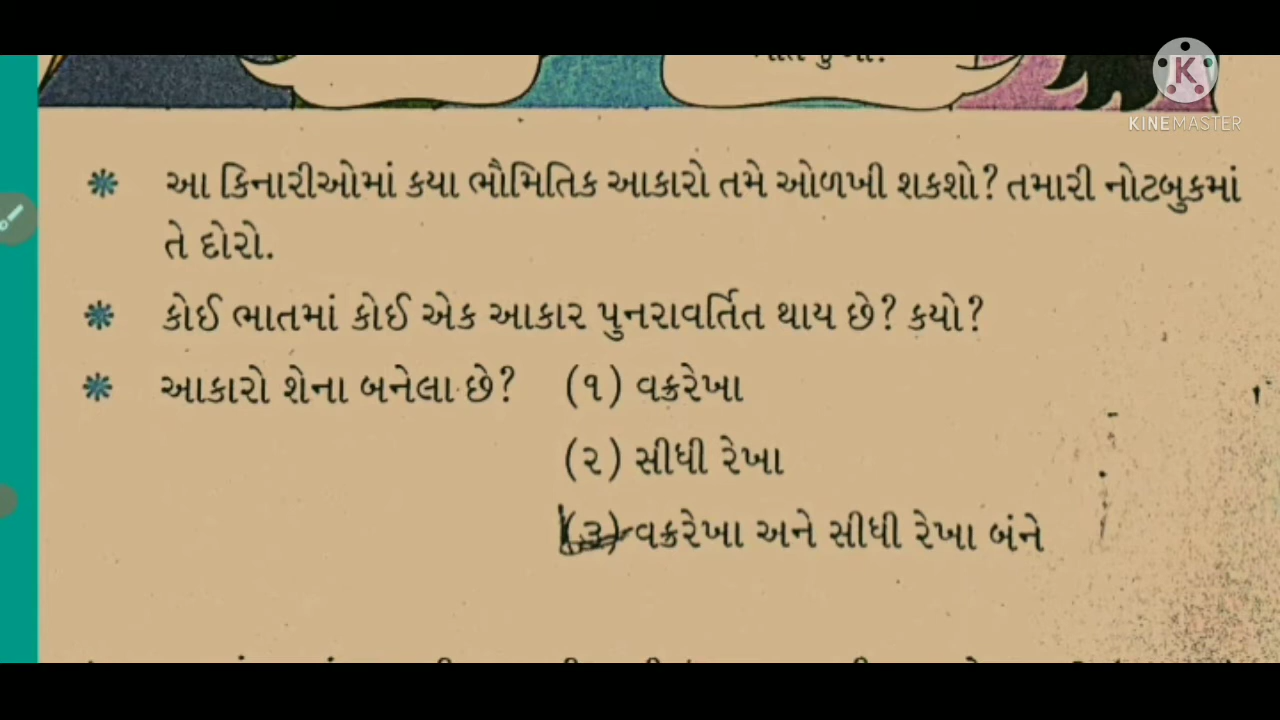 KINEMASTER
* આ કિનારીઓમાં કયા ભૌમિતિક આકારો તમે ઓળખી શકશો? તમારી નોટબુકમાં
તે દોરો.
* કોઈ ભાતમાં કોઈ એક આકાર પુનરાવર્તિત થાય છે? કયો?
* આકારો શેના બનેલા છે? (૧) વક્રરેખા
(૨) સીધી રેખા
(૩) વક્રરેખા અને સીધી રેખા બંને